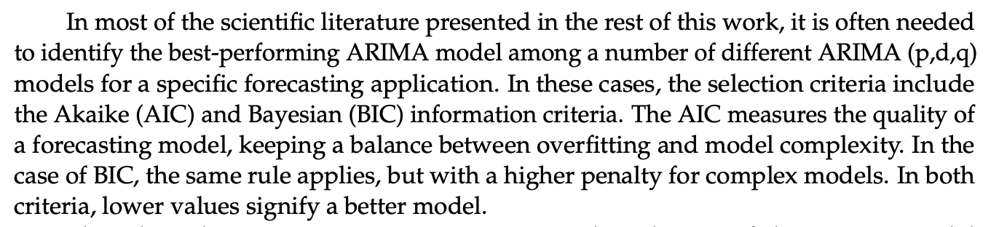 In most of the scientific literature presented in the rest of this work, it is often needed
to identify the best-performing ARIMA model among a number of different ARIMA (p,d,q)
models for a specific forecasting application. In these cases, the selection criteria include
the Akaike (AIC) and Bayesian (BIC) information criteria. The AIC measures the quality of
a forecasting model, keeping a balance between overfitting and model complexity. In the
case of BIC, the same rule applies, but with a higher penalty for complex models. In both
criteria, lower values signify a better model.